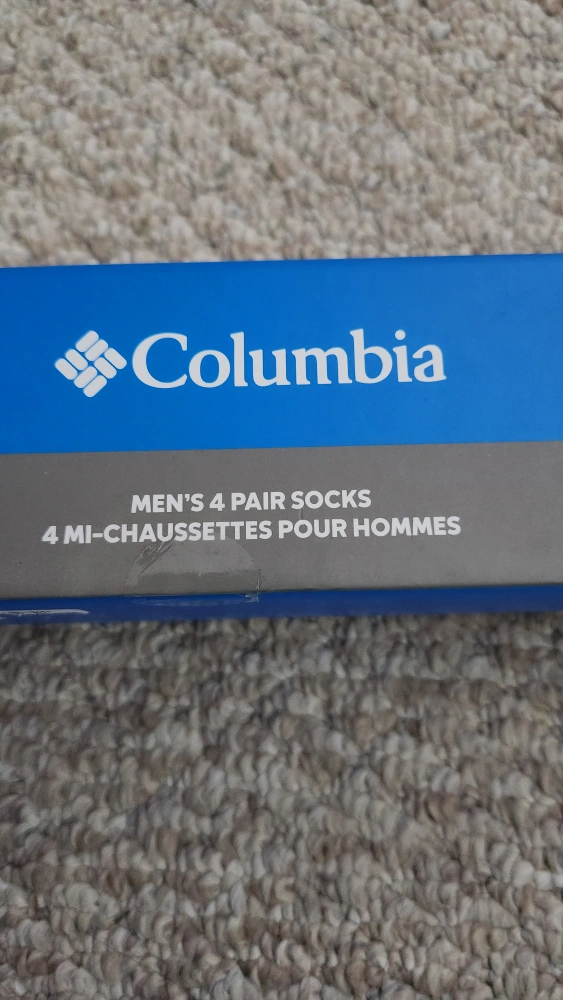 Columbia
MEN'S 4 PAIR SOCKS
4 MI-CHAUSSETTES POUR HOMMES